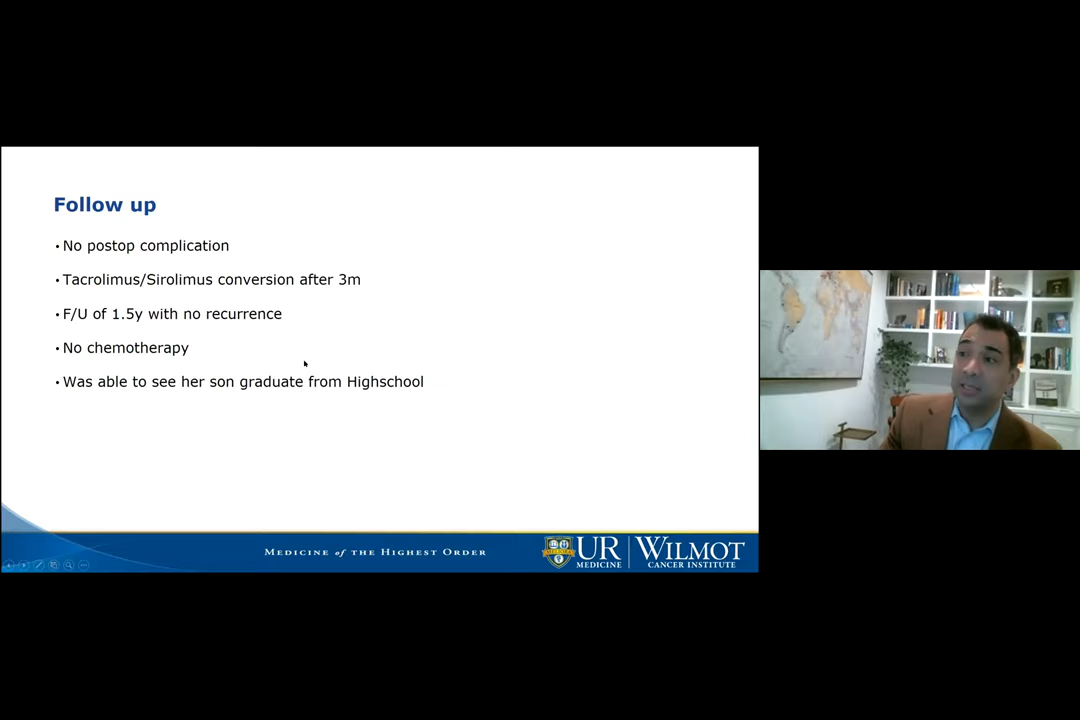 Follow up
• No postop complication
• Tacrolimus/Sirolimus conversion after 3m
• F/U of 1.5y with no recurrence
• No chemotherapy
• Was able to see her son graduate from Highschool
MEDICINE of THE HIGHEST ORDER
UR MEDICINE
WILMOT CANCER INSTITUTE